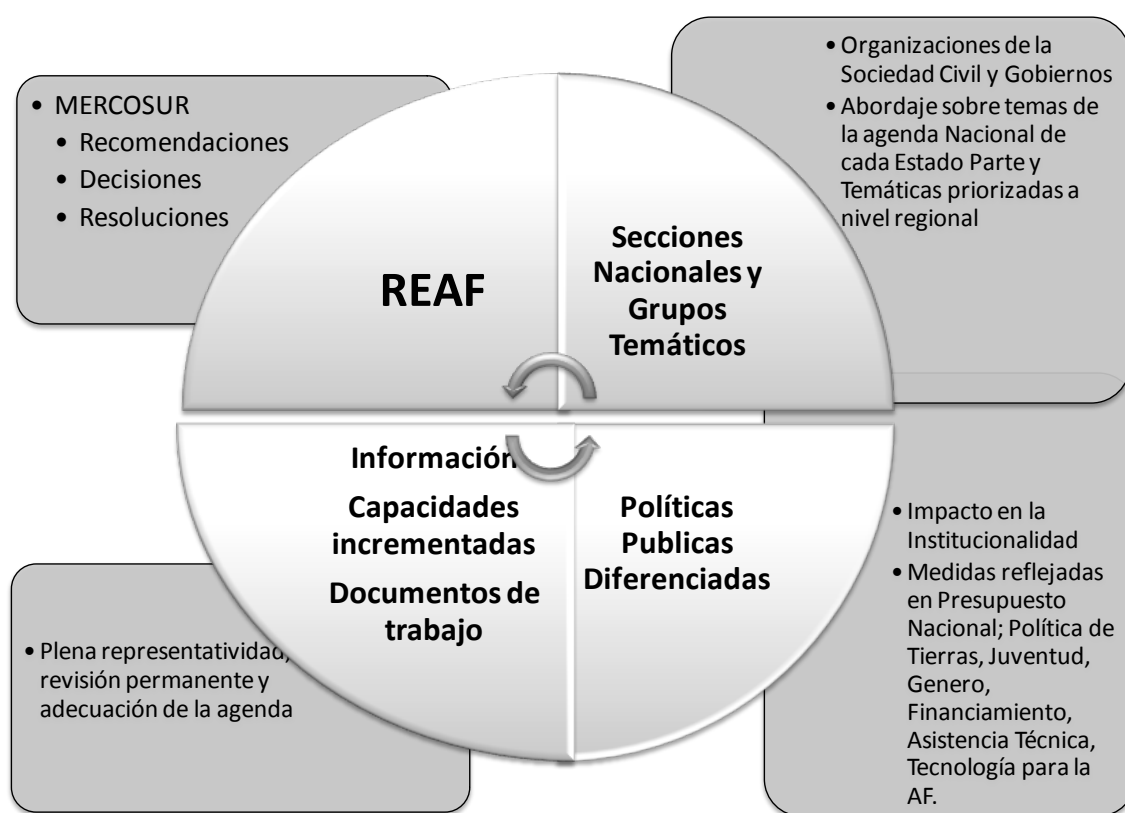 • MERCOSUR
• Recomendaciones
• Decisiones
• Resoluciones
• Organizaciones de la
Sociedad Civil y Gobiernos
• Abordaje sobre temas de
la agenda Nacional de
cada Estado Parte y
Temáticas priorizadas a
nivel regional
REAF
Secciones
Nacionales y
Grupos
Temáticos
Información
Capacidades
incrementadas
Documentos de
trabajo
Políticas
Publicas
Diferenciadas
• Plena representatividad,
revisión permanente y
adecuación de la agenda
• Impacto en la
Institucionalidad
• Medidas reflejadas
en Presupuesto
Nacional; Política de
Tierras, Juventud,
Genero,
Financiamiento,
Asistencia Técnica,
Tecnología para la
AF.